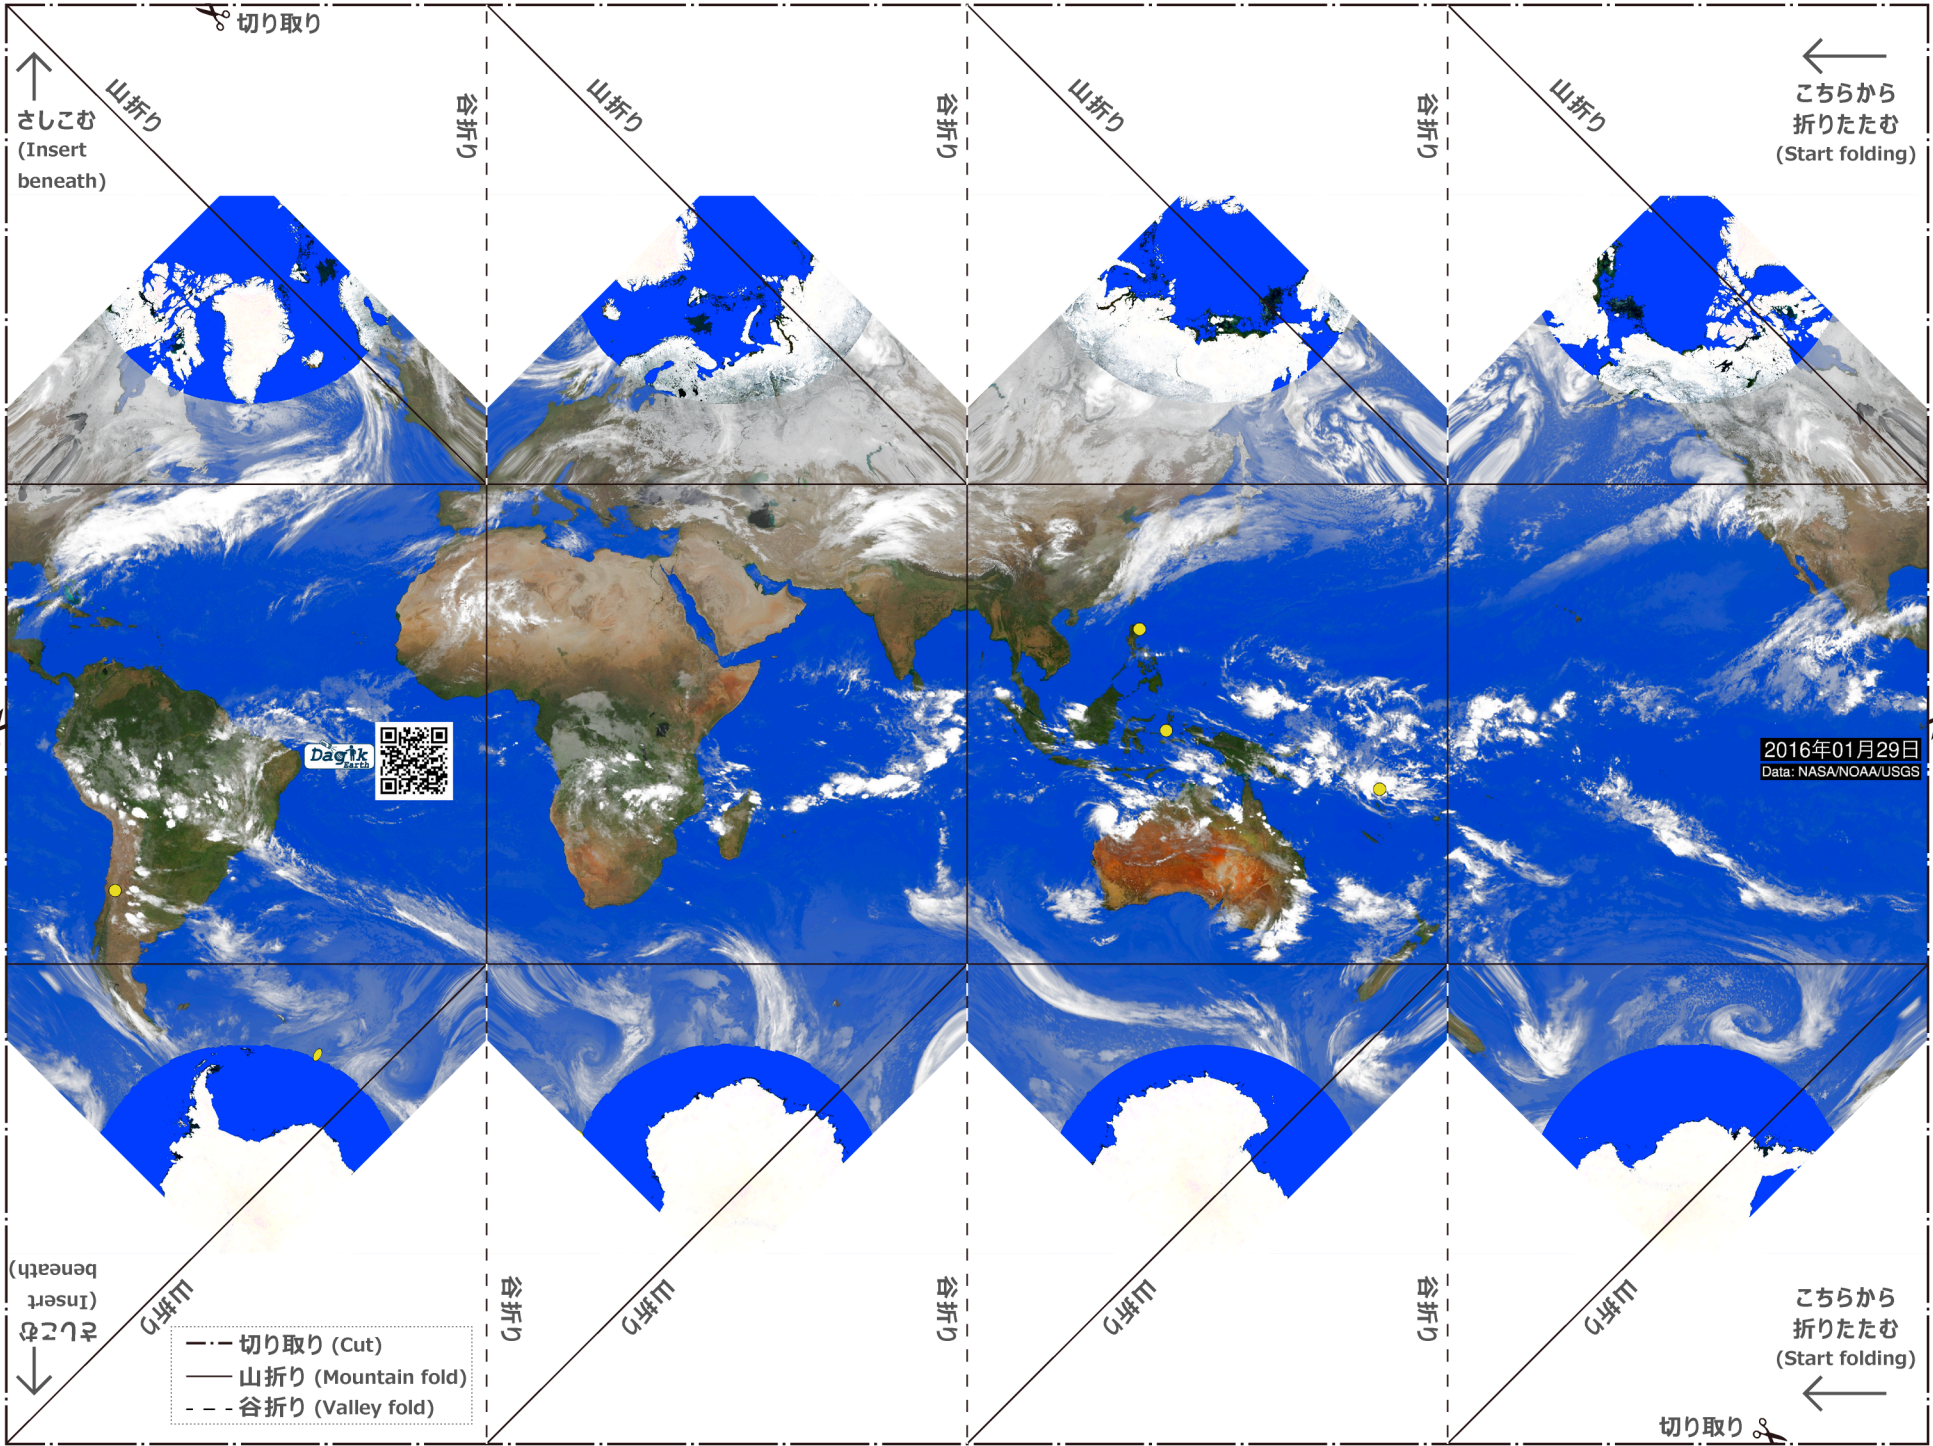 切り取り
山折り
谷折り
山折り
谷折り
山折り
谷折り
山折り
さしこむ
(Insert
beneath)
こちらから
折りたたむ
(Start folding)
Dagik
Earth
2016年01月29日
Data: NASA/NOAA/USGS
さしこむ
(Insert
beneath)
山折り
谷折り
山折り
谷折り
山折り
谷折り
山折り
こちらから
折りたたむ
(Start folding)
切り取り (Cut)
山折り (Mountain fold)
谷折り (Valley fold)
切り取り